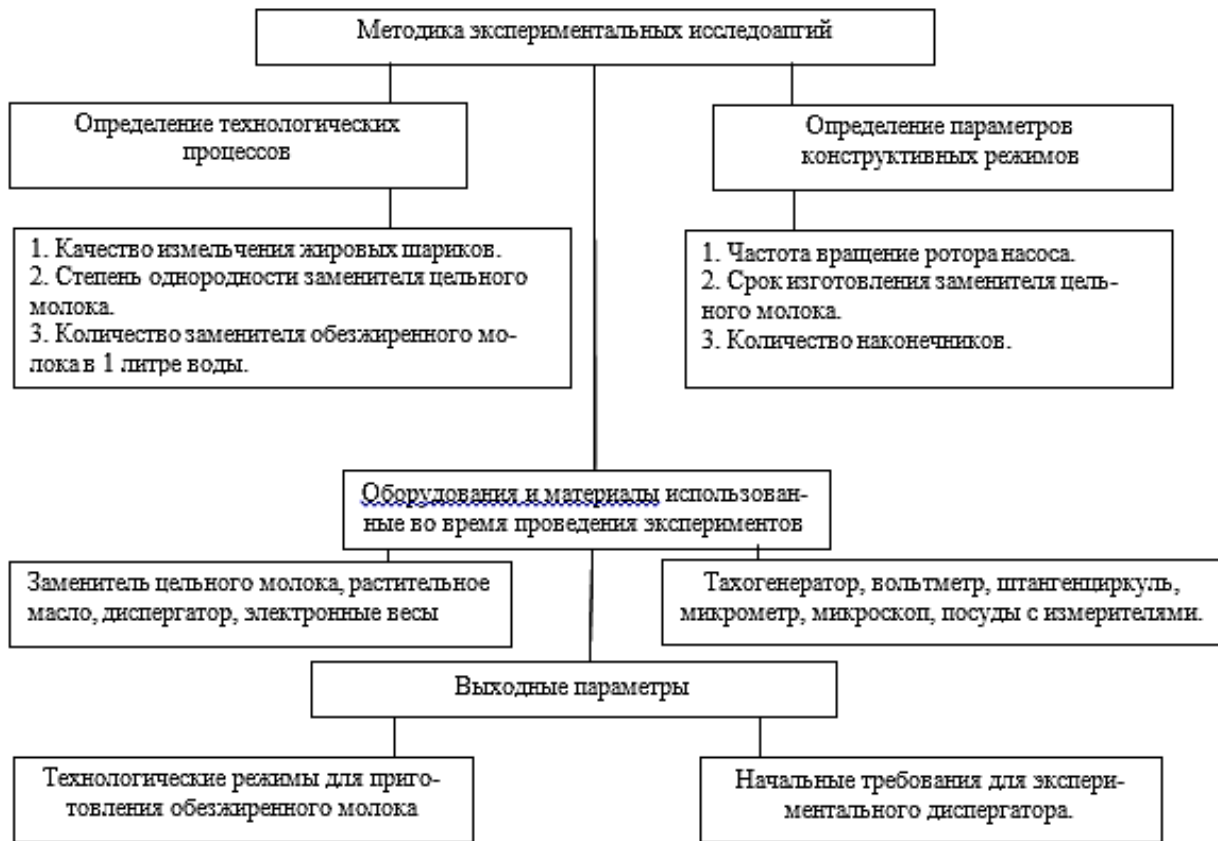 Методика экспериментальных исследоапгий
Определение технологических
процессов
Определение параметров
конструктивных режимов
1. Качество измельчения жировых шариков.
2. Степень однородности заменителя цельного
молока.
3. Количество заменителя обезжиренного мо-
лока в 1 литре воды.
1. Частота вращение ротора насоса.
2. Срок изготовления заменителя цель-
ного молока.
3. Количество наконечников.
Оборудования и материалы использован-
ные во время проведения экспериментов
Заменитель цельного молока, растительное
масло, диспергатор, электронные весы
Тахогенератор, вольтметр, штангенциркуль,
микрометр, микроскоп, посуды с измерителями.
Выходные параметры
Технологические режимы для приго-
товления обезжиренного молока
Начальные требования для экспери-
ментального диспергатора.